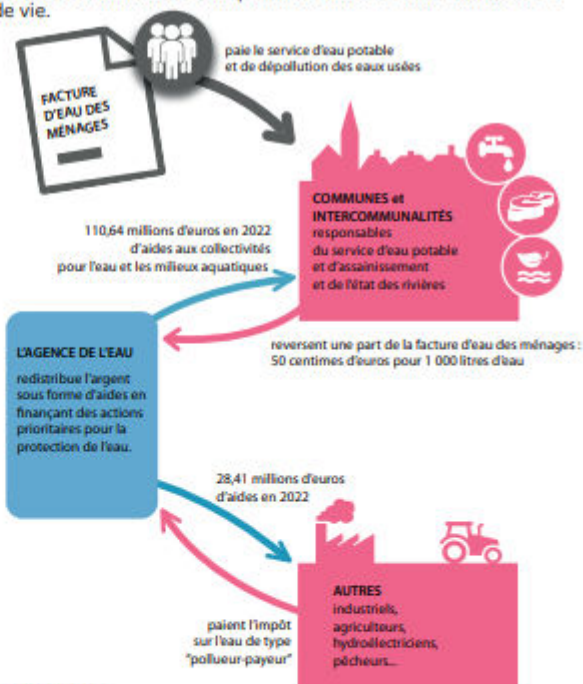 de vie.
FACTURE
D'EAU DES
MÉNAGES
paie le service d'eau potable
et de dépollution des eaux usées
COMMUNES et
INTERCOMMUNALITÉS
responsables
du service d'eau potable
et d'assainissement
et de l'état des rivières
110,64 millions d'euros en 2022
d'aides aux collectivités
pour l'eau et les milieux aquatiques
reversent une part de la facture d'eau des ménages :
50 centimes d'euros pour 1 000 litres d'eau
L'AGENCE DE L'EAU
redistribue l'argent
sous forme d'aides en
finançant des actions
prioritaires pour la
protection de l'eau.
28,41 millions d'euros
d'aides en 2022
AUTRES
industriels,
agriculteurs,
hydroélectriciens,
pêcheurs...
paient l'impôt
sur l'eau de type
"pollueur-payeur"